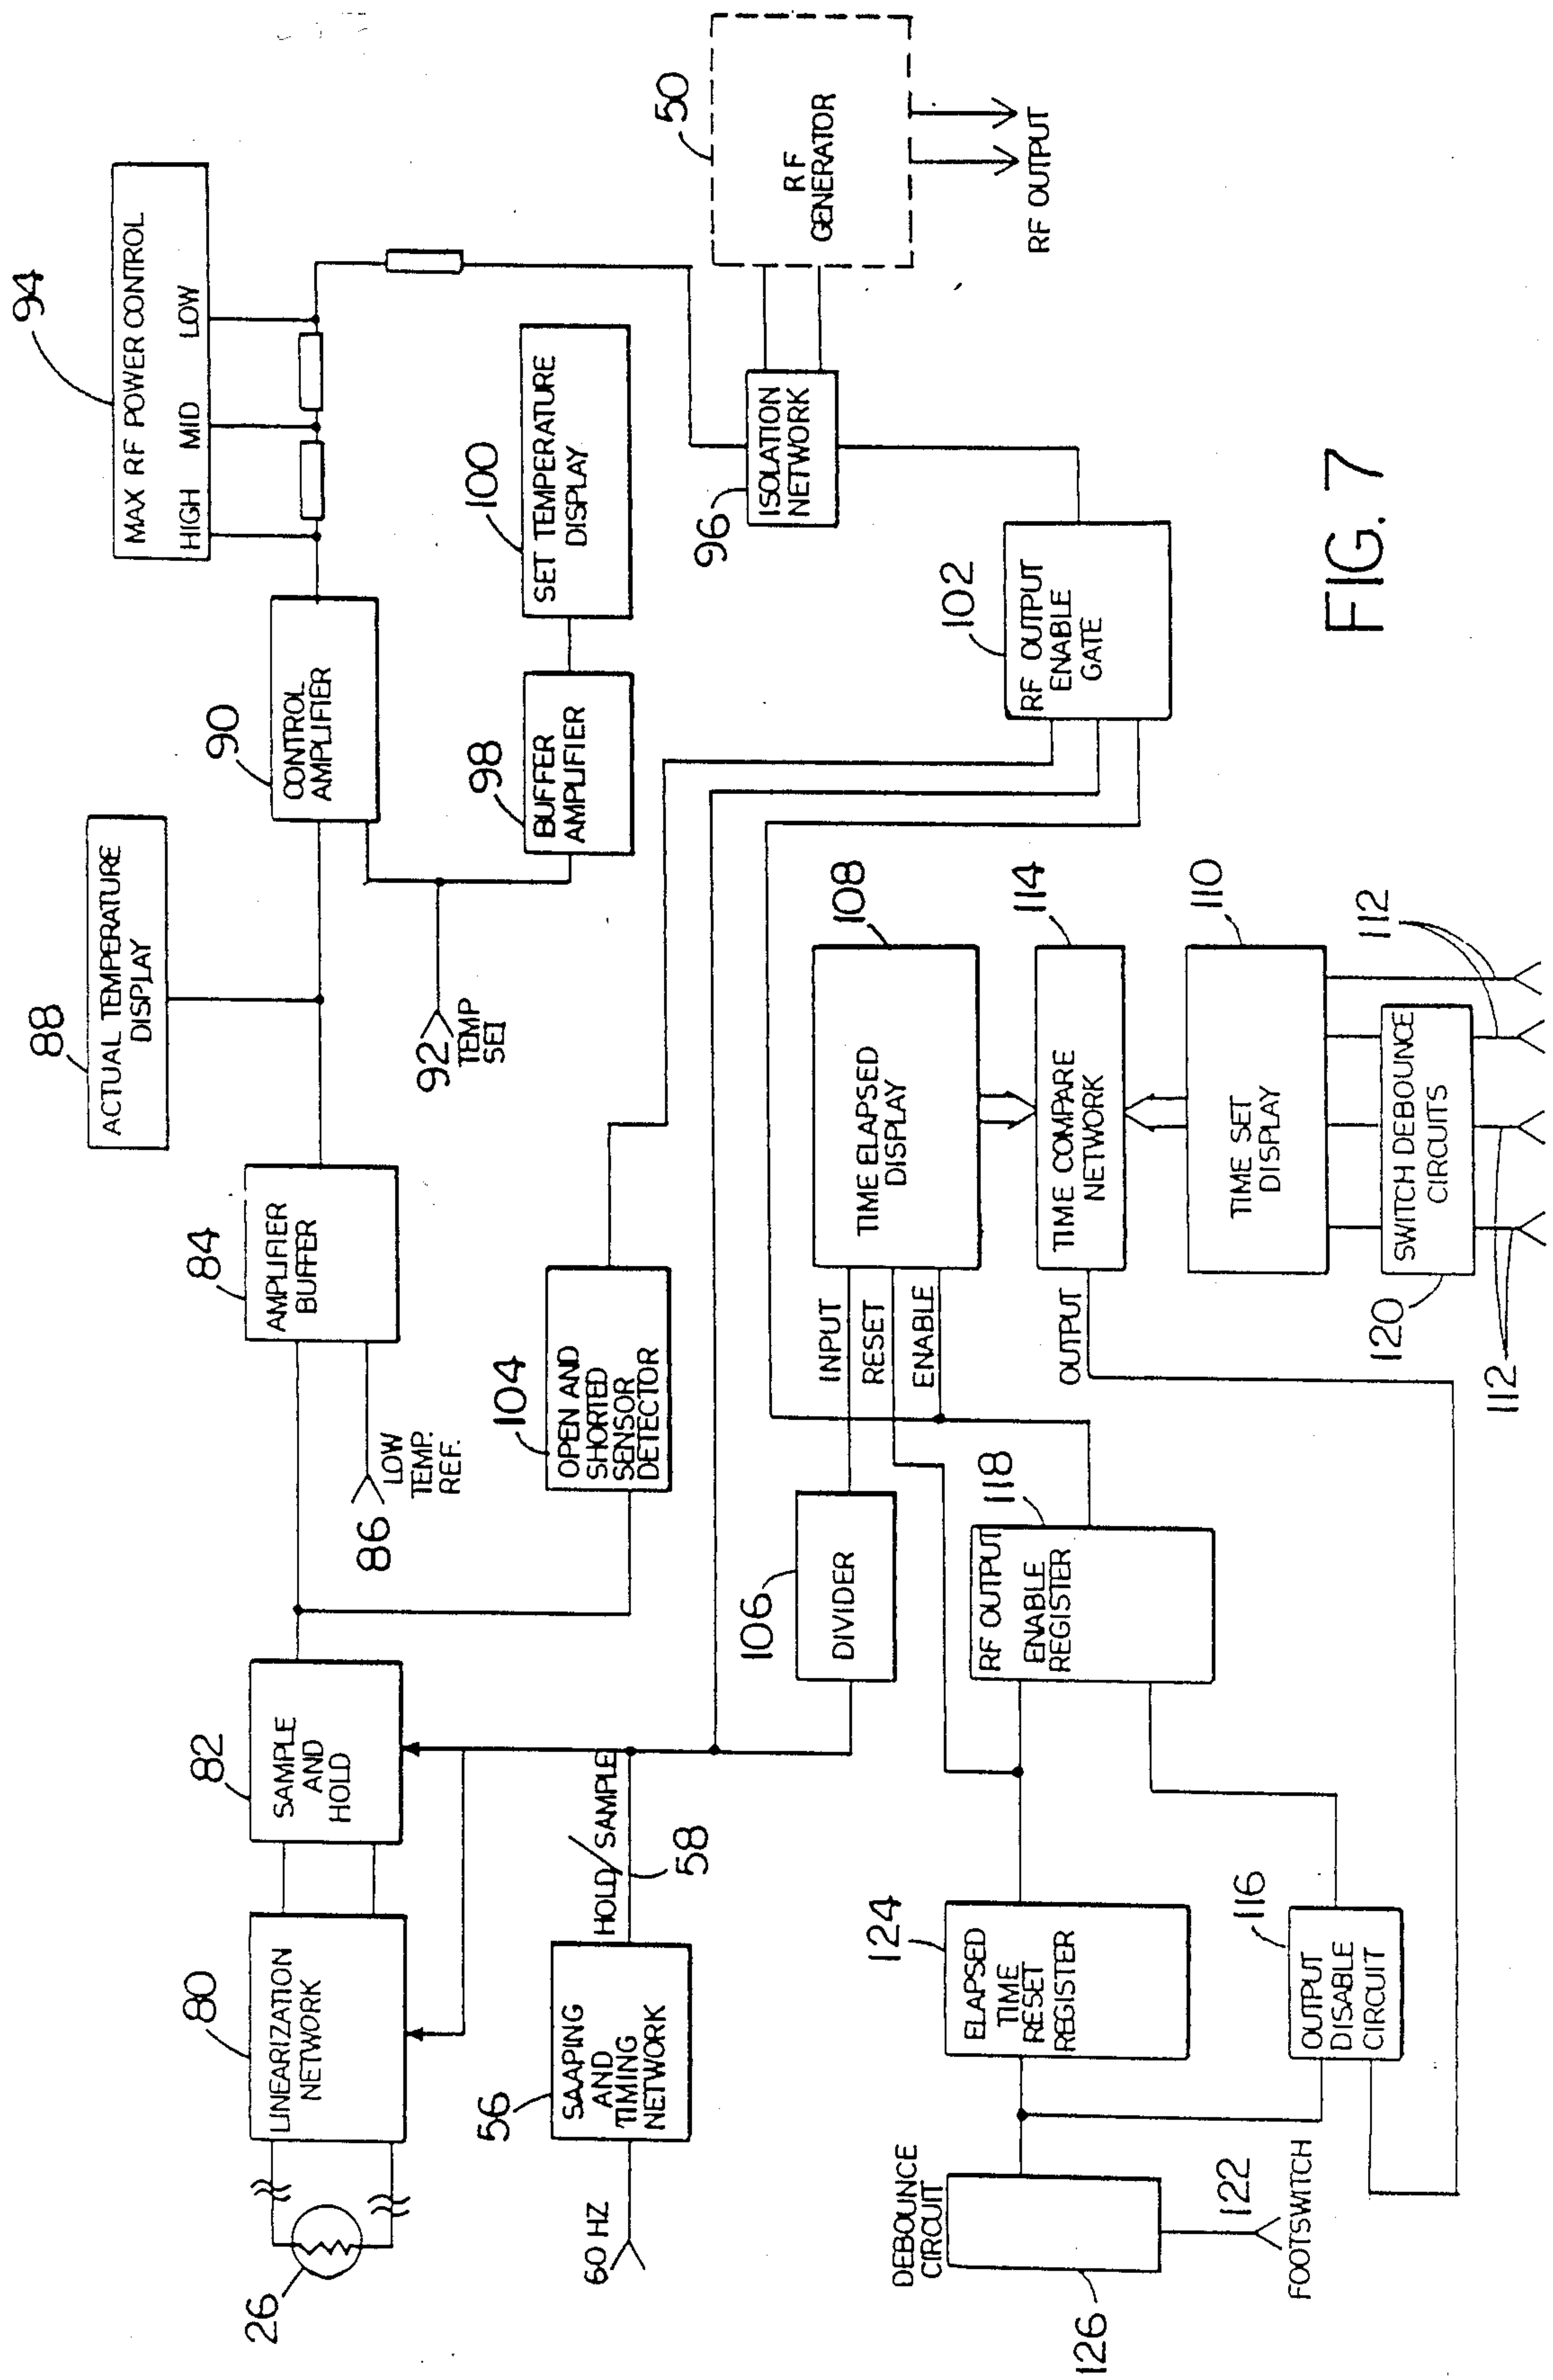 94
MAX RF POWER CONTROL
HIGH MID LOW
88
ACTUAL TEMPERATURE
DISPLAY
90
CONTROL
AMPLIFIER
84
AMPLIFIER
BUFFER
82
SAMPLE
AND
HOLD
80
LINEARIZATION
NETWORK
26
86
LOW
TEMP.
REF.
92
TEMP
SET
98
BUFFER
AMPLIFIER
100
SET TEMPERATURE
DISPLAY
50
RF
GENERATOR
RF OUTPUT
96
ISOLATION
NETWORK
104
OPEN AND
SHORTED
SENSOR
DETECTOR
60 HZ
56
SAAPING
AND
TIMING
NETWORK
HOLD/SAMPLE
58
102
RF OUTPUT
ENABLE
GATE
106
DIVIDER
INPUT
RESET
ENABLE
108
TIME ELAPSED
DISPLAY
114
TIME COMPARE
NETWORK
OUTPUT
110
TIME SET
DISPLAY
120
SWITCH DEBOUNCE
CIRCUITS
112
112
118
RF OUTPUT
ENABLE
REGISTER
124
ELAPSED
TIME
RESET
REGISTER
116
OUTPUT
DISABLE
CIRCUIT
DEBOUNCE
CIRCUIT
126
122
FOOTSWITCH
FIG. 7